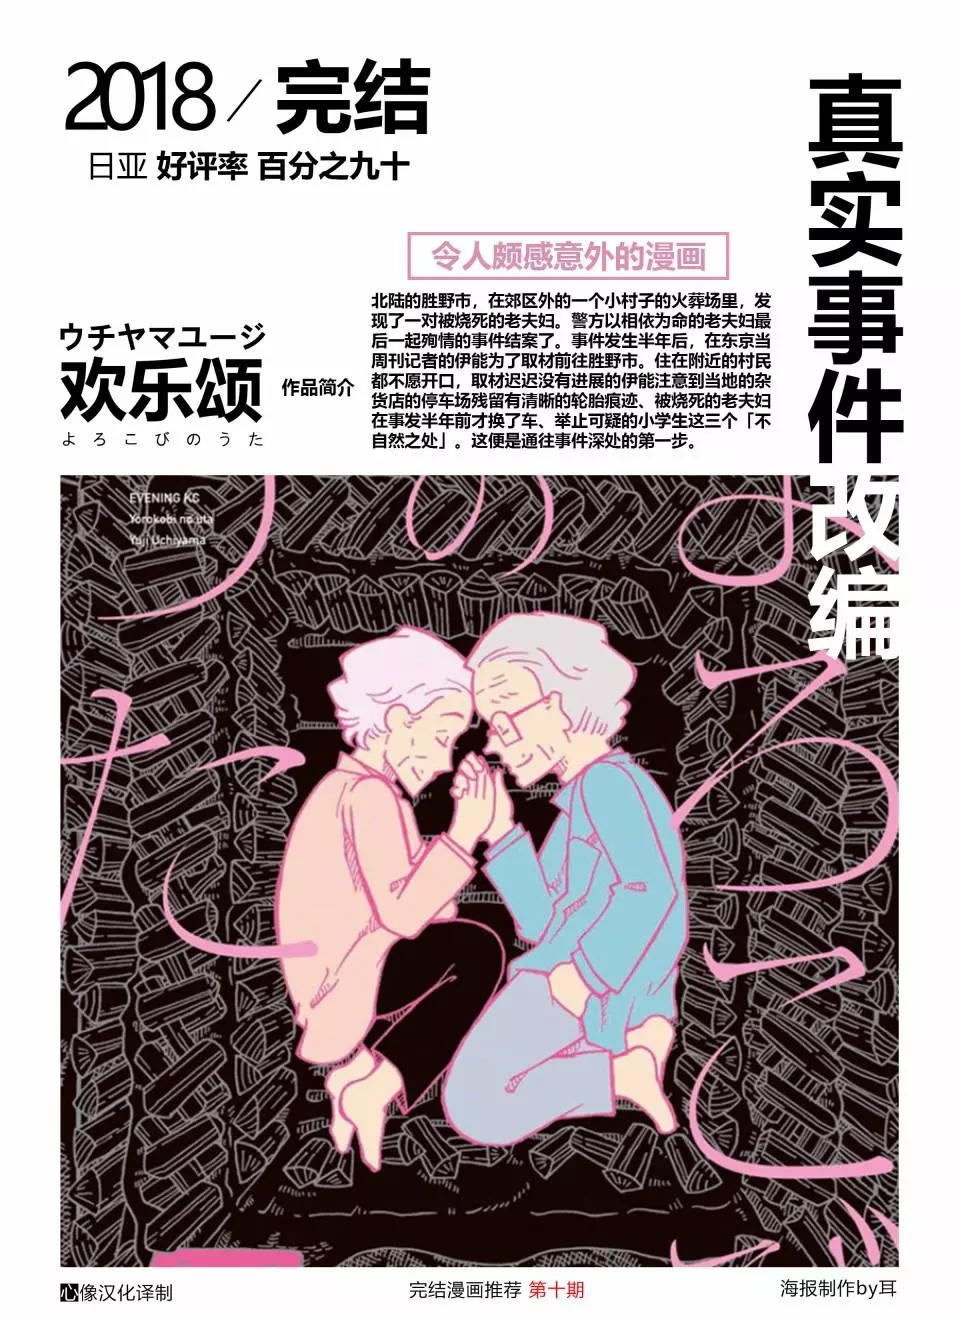 2018 / 完结
日亚 好评率 百分之九十
真实事件改编
令人颇感意外的漫画
ウチヤマユージ
欢乐颂
よろこびのうた
作品简介
北陆的胜野市，在郊区外的一个小村子的火葬场里，发
现了一对被烧死的老夫妇。警方以相依为命的老夫妇最
后一起殉情的事件结案了。事件发生半年后，在东京当
周刊记者的伊能为了取材前往胜野市。住在附近的村民
都不愿开口，取材迟迟没有进展的伊能注意到当地的杂
货店的停车场残留有清晰的轮胎痕迹、被烧死的老夫妇
在事发半年前才换了车、举止可疑的小学生这三个「不
自然之处」。这便是通往事件深处的第一步。
EVENING KC
Yorokobi no uta
Yuji Uchiyama
よろこび
のうた
心像汉化译制
完结漫画推荐 第十期
海报制作by耳